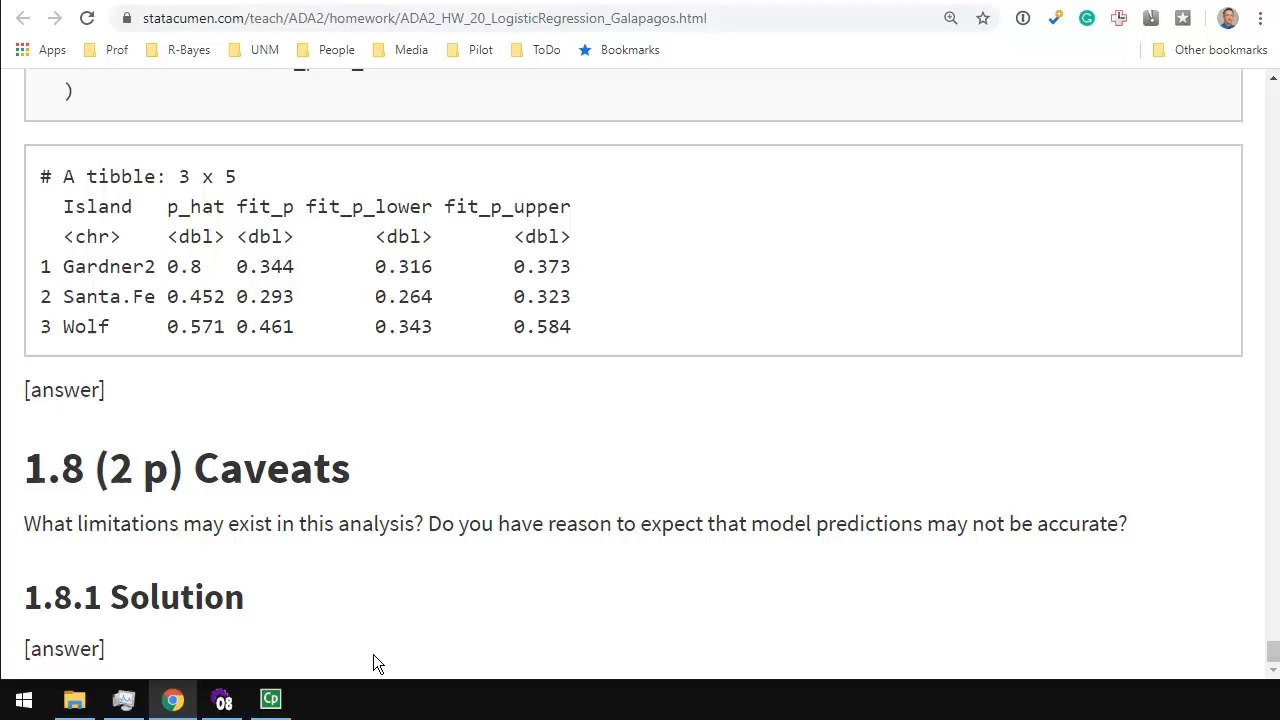 statacumen.com/teach/ADA2/homework/ADA2_HW_20_LogisticRegression_Galapagos.html
Apps Prof R-Bayes UNM People Media Pilot ToDo Bookmarks Other bookmarks
)
# A tibble: 3 x 5
Island p_hat fit_p fit_p_lower fit_p_upper
<chr> <dbl> <dbl> <dbl> <dbl>
1 Gardner2 0.8 0.344 0.316 0.373
2 Santa.Fe 0.452 0.293 0.264 0.323
3 Wolf 0.571 0.461 0.343 0.584
[answer]
1.8 (2 p) Caveats
What limitations may exist in this analysis? Do you have reason to expect that model predictions may not be accurate?
1.8.1 Solution
[answer]
08
Cp